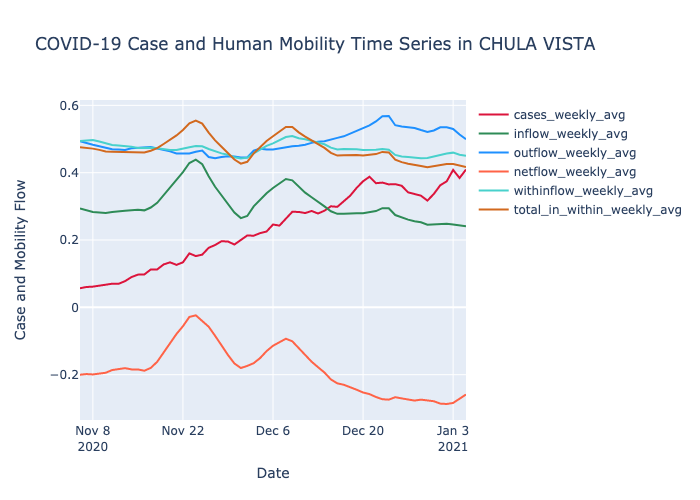 COVID-19 Case and Human Mobility Time Series in CHULA VISTA
Case and Mobility Flow
0.6
0.4
0.2
0
−0.2
Nov 8
2020
Nov 22
Dec 6
Dec 20
Jan 3
2021
Date
cases_weekly_avg
inflow_weekly_avg
outflow_weekly_avg
netflow_weekly_avg
withinflow_weekly_avg
total_in_within_weekly_avg